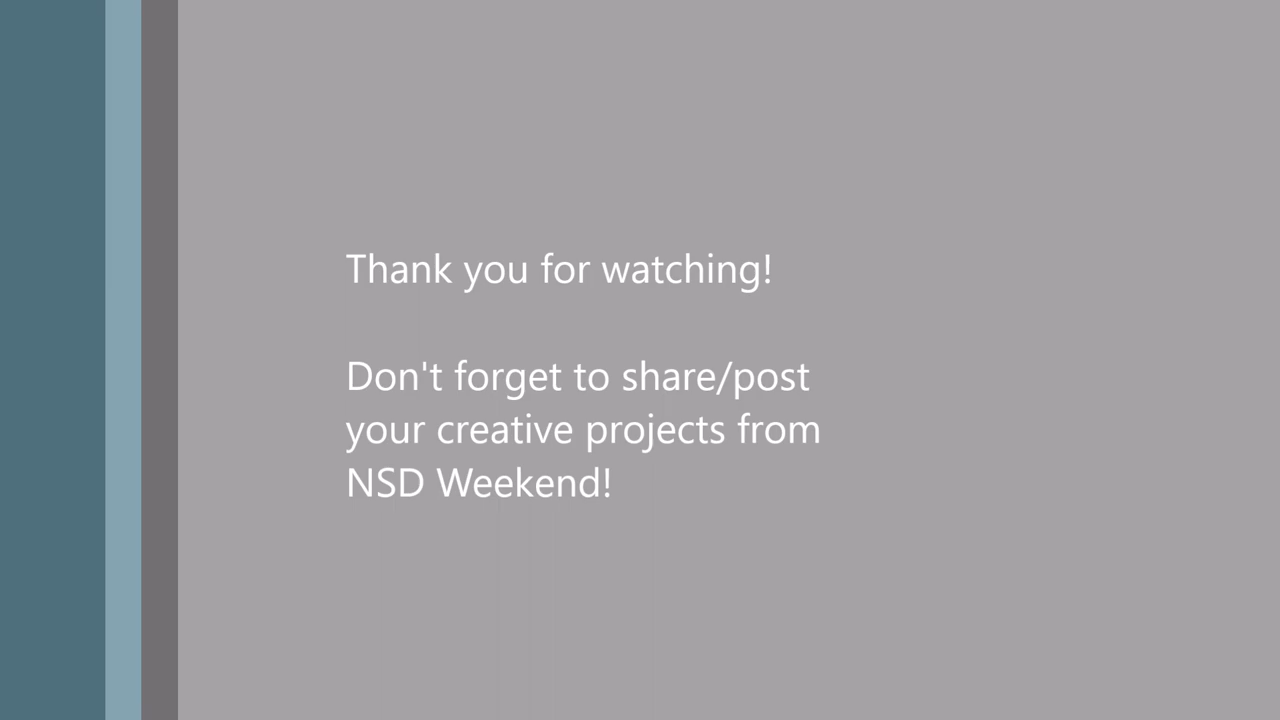 Thank you for watching!
Don't forget to share/post
your creative projects from
NSD Weekend!